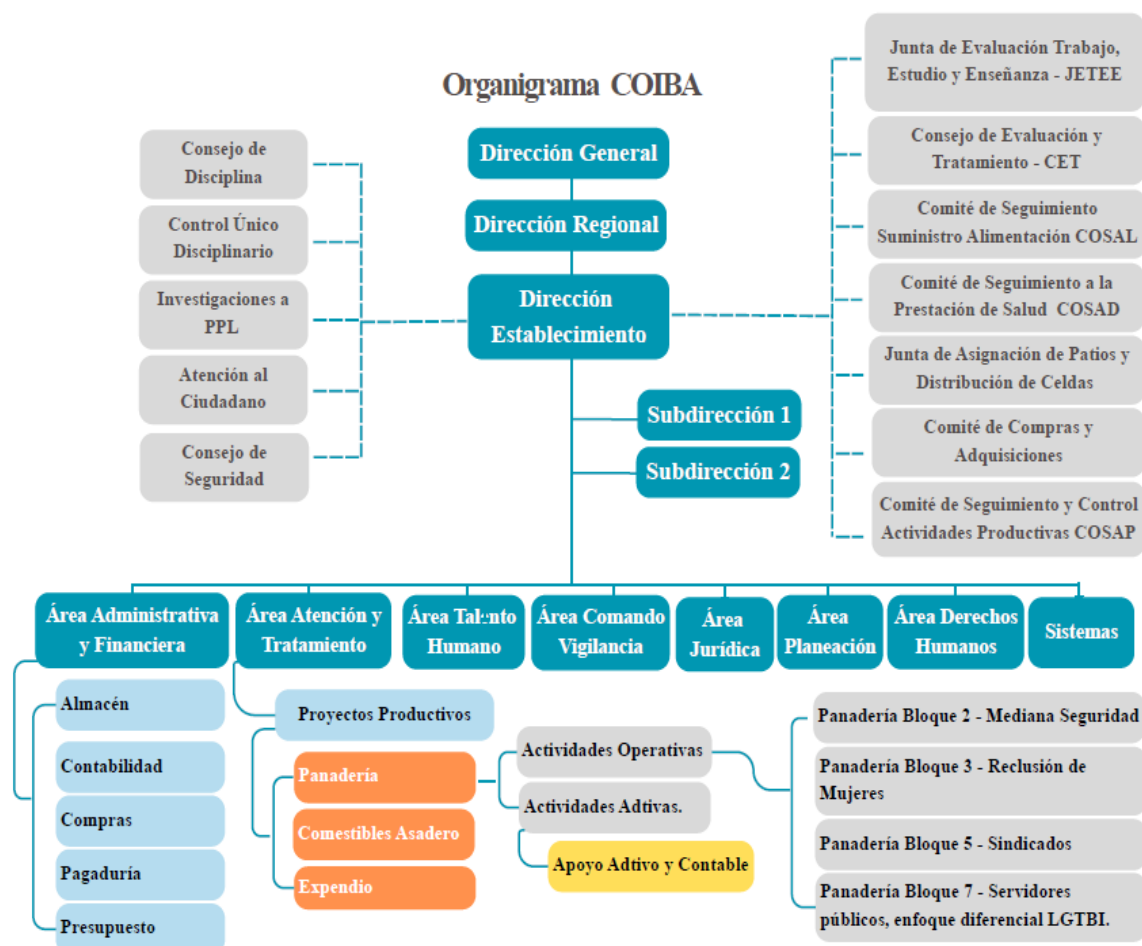 Organigrama COIBA
Dirección General
Dirección Regional
Dirección
Establecimiento
Subdirección 1
Subdirección 2
Consejo de
Disciplina
Control Único
Disciplinario
Investigaciones a
PPL
Atención al
Ciudadano
Consejo de
Seguridad
Junta de Evaluación Trabajo,
Estudio y Enseñanza - JETEE
Consejo de Evaluación y
Tratamiento - CET
Comité de Seguimiento
Suministro Alimentación COSAL
Comité de Seguimiento a la
Prestación de Salud COSAD
Junta de Asignación de Patios y
Distribución de Celdas
Comité de Compras y
Adquisiciones
Comité de Seguimiento y Control
Actividades Productivas COSAP
Área Administrativa
y Financiera
Área Atención y
Tratamiento
Área Talento
Humano
Área Comando
Vigilancia
Área
Jurídica
Área
Planeación
Área Derechos
Humanos
Sistemas
Almacén
Contabilidad
Compras
Pagaduría
Presupuesto
Proyectos Productivos
Panadería
Comestibles Asadero
Expendio
Actividades Operativas
Actividades Adtivas.
Apoyo Adtivo y Contable
Panadería Bloque 2 - Mediana Seguridad
Panadería Bloque 3 - Reclusión de
Mujeres
Panadería Bloque 5 - Sindicados
Panadería Bloque 7 - Servidores
públicos, enfoque diferencial LGTBI.